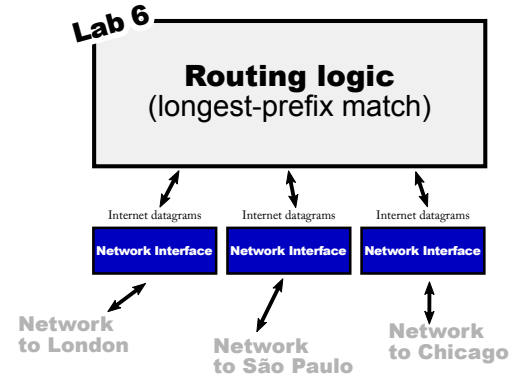 Lab 6
Routing logic
(longest-prefix match)
Internet datagrams
Internet datagrams
Internet datagrams
Network Interface
Network Interface
Network Interface
Network
to London
Network
to São Paulo
Network
to Chicago